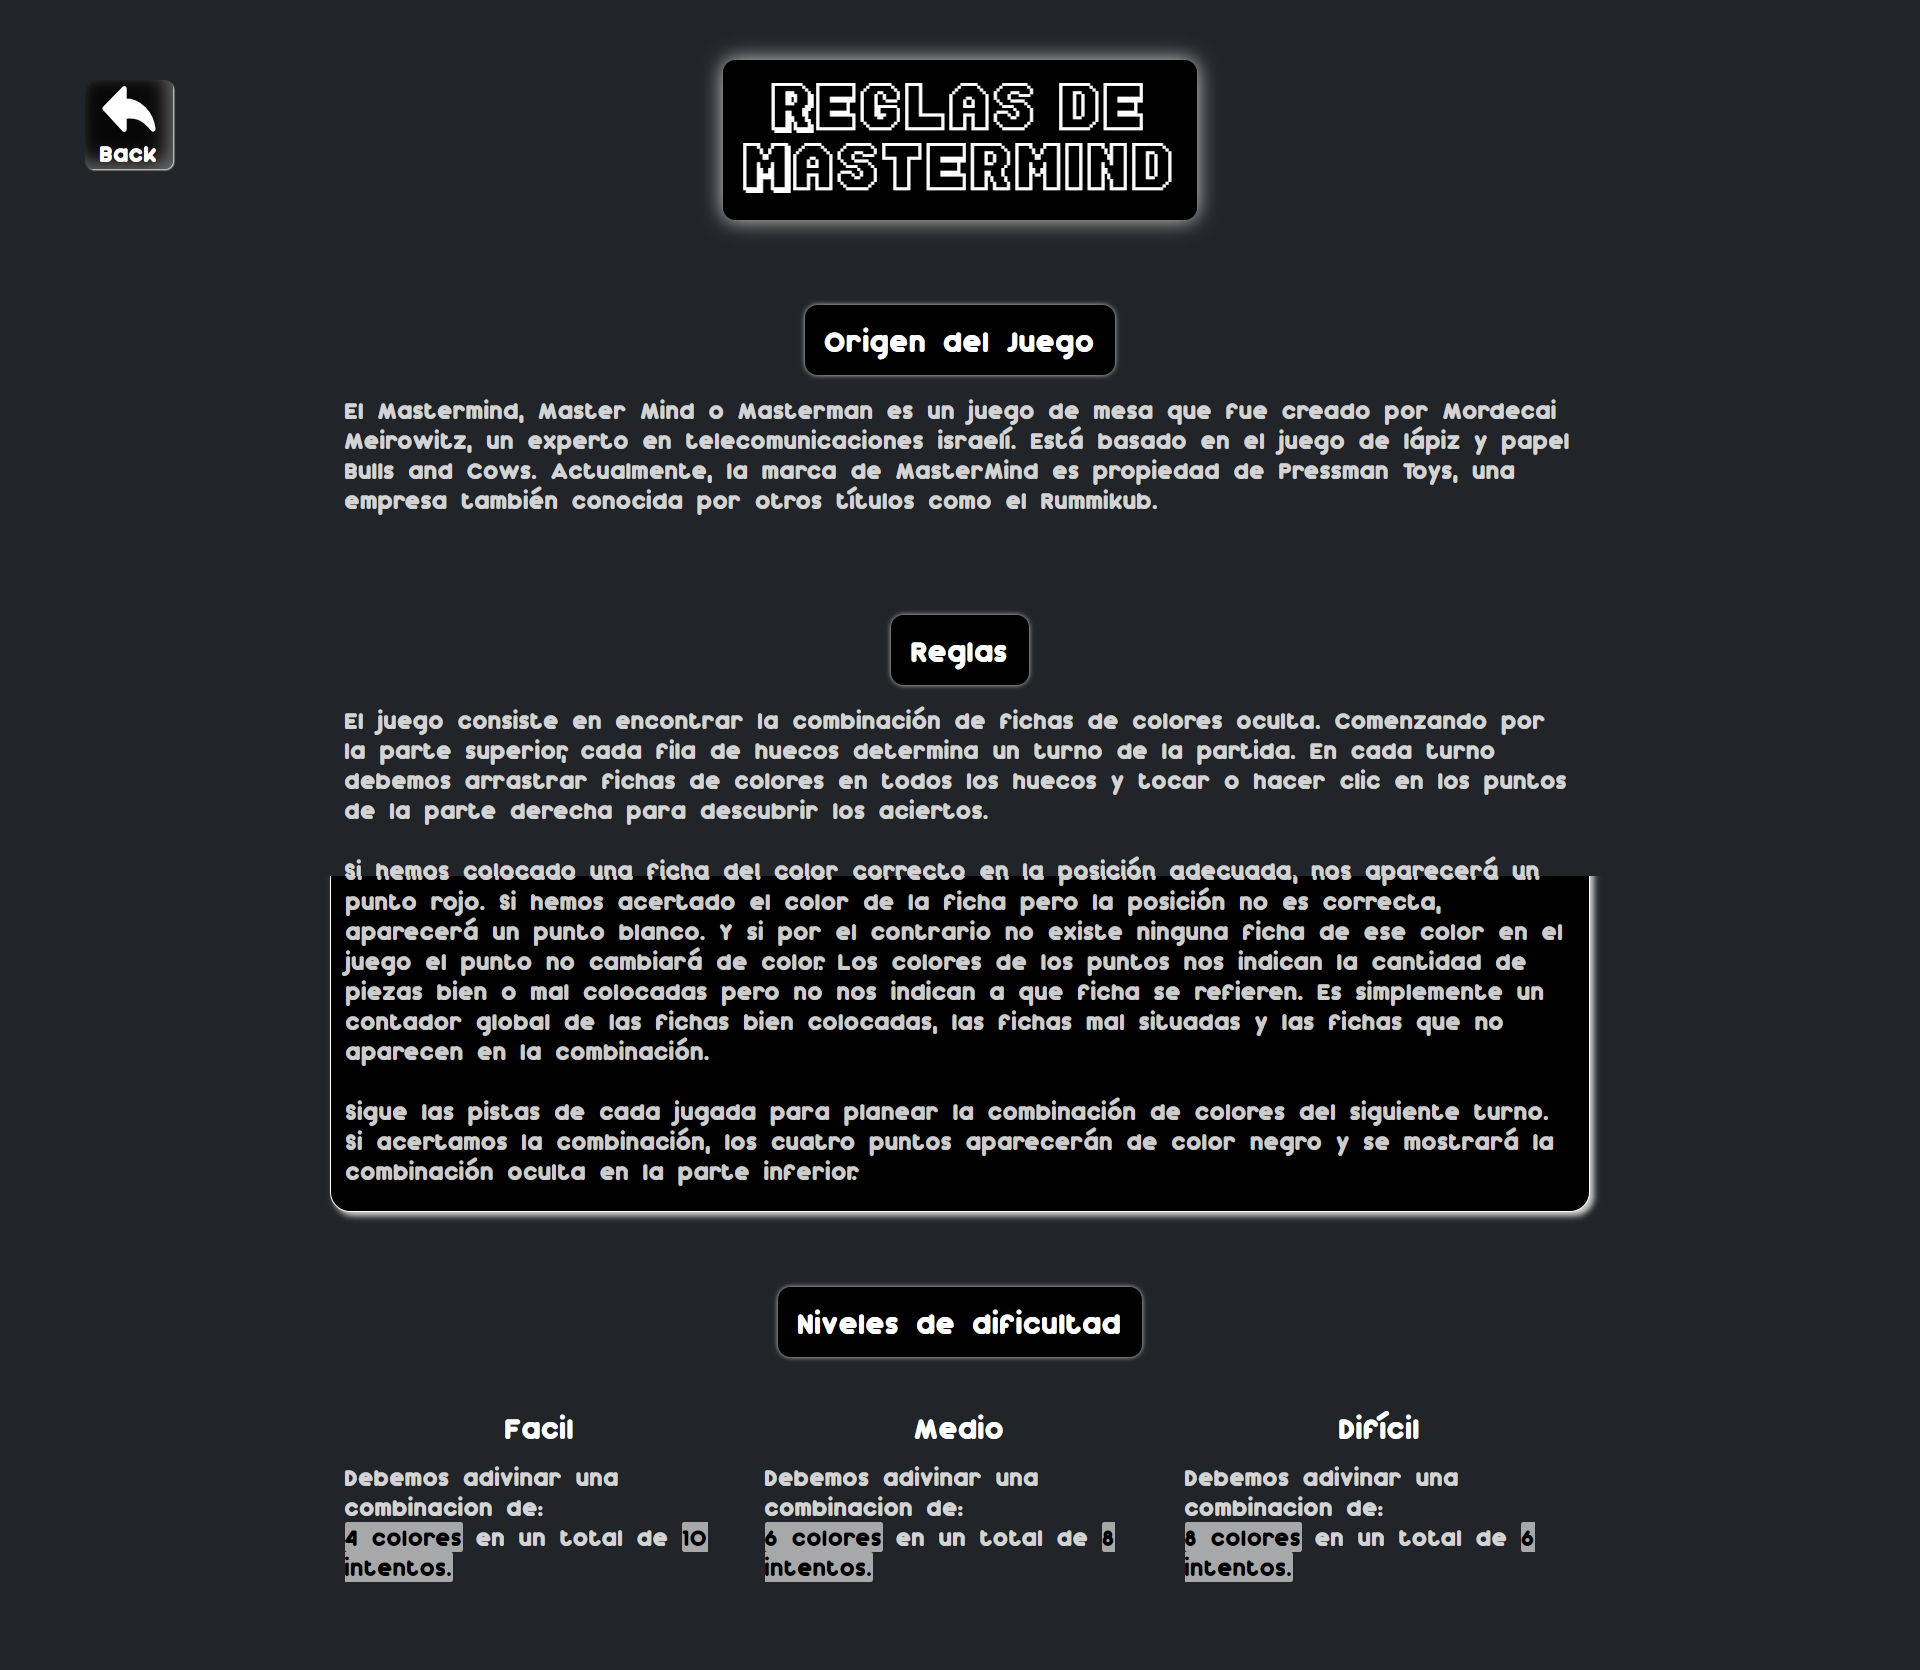 Back
REGLAS DE
MASTERMIND
Origen del Juego
El Mastermind, Master Mind o Masterman es un juego de mesa que fue creado por Mordecai
Meirowitz, un experto en telecomunicaciones israelí. Está basado en el juego de lápiz y papel
Bulls and Cows. Actualmente, la marca de MasterMind es propiedad de Pressman Toys, una
empresa también conocida por otros títulos como el Rummikub.
Reglas
El juego consiste en encontrar la combinación de fichas de colores oculta. Comenzando por
la parte superior, cada fila de huecos determina un turno de la partida. En cada turno
debemos arrastrar fichas de colores en todos los huecos y tocar o hacer clic en los puntos
de la parte derecha para descubrir los aciertos.
Si hemos colocado una ficha del color correcto en la posición adecuada, nos aparecerá un
punto rojo. Si hemos acertado el color de la ficha pero la posición no es correcta,
aparecerá un punto blanco. Y si por el contrario no existe ninguna ficha de ese color en el
juego el punto no cambiará de color. Los colores de los puntos nos indican la cantidad de
piezas bien o mal colocadas pero no nos indican a que ficha se refieren. Es simplemente un
contador global de las fichas bien colocadas, las fichas mal situadas y las fichas que no
aparecen en la combinación.
Sigue las pistas de cada jugada para planear la combinación de colores del siguiente turno.
Si acertamos la combinación, los cuatro puntos aparecerán de color negro y se mostrará la
combinación oculta en la parte inferior.
Niveles de dificultad
Facil
Debemos adivinar una
combinacion de:
4 colores en un total de 10
intentos.
Medio
Debemos adivinar una
combinacion de:
6 colores en un total de 8
intentos.
Difícil
Debemos adivinar una
combinacion de:
8 colores en un total de 6
intentos.